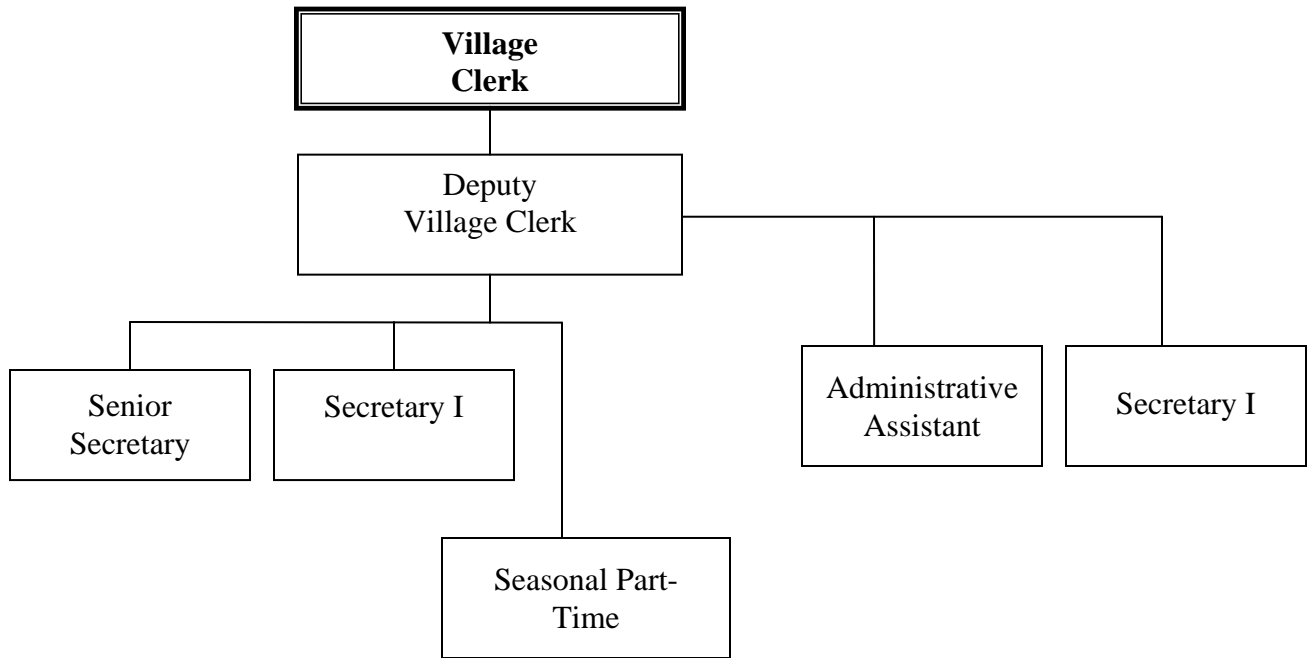 Village
Clerk
Deputy
Village Clerk
Senior
Secretary
Secretary I
Administrative
Assistant
Secretary I
Seasonal Part-
Time